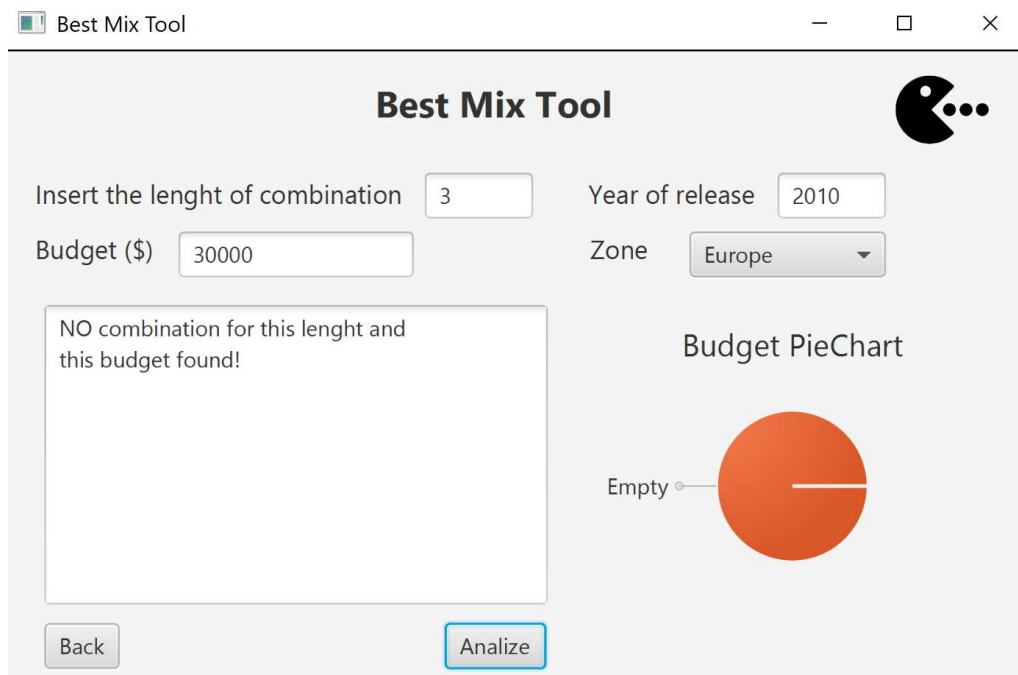 Best Mix Tool
Best Mix Tool
Insert the lenght of combination 3 Year of release 2010
Budget ($) 30000 Zone Europe
NO combination for this lenght and
this budget found!
Budget PieChart
Empty
Back Analize